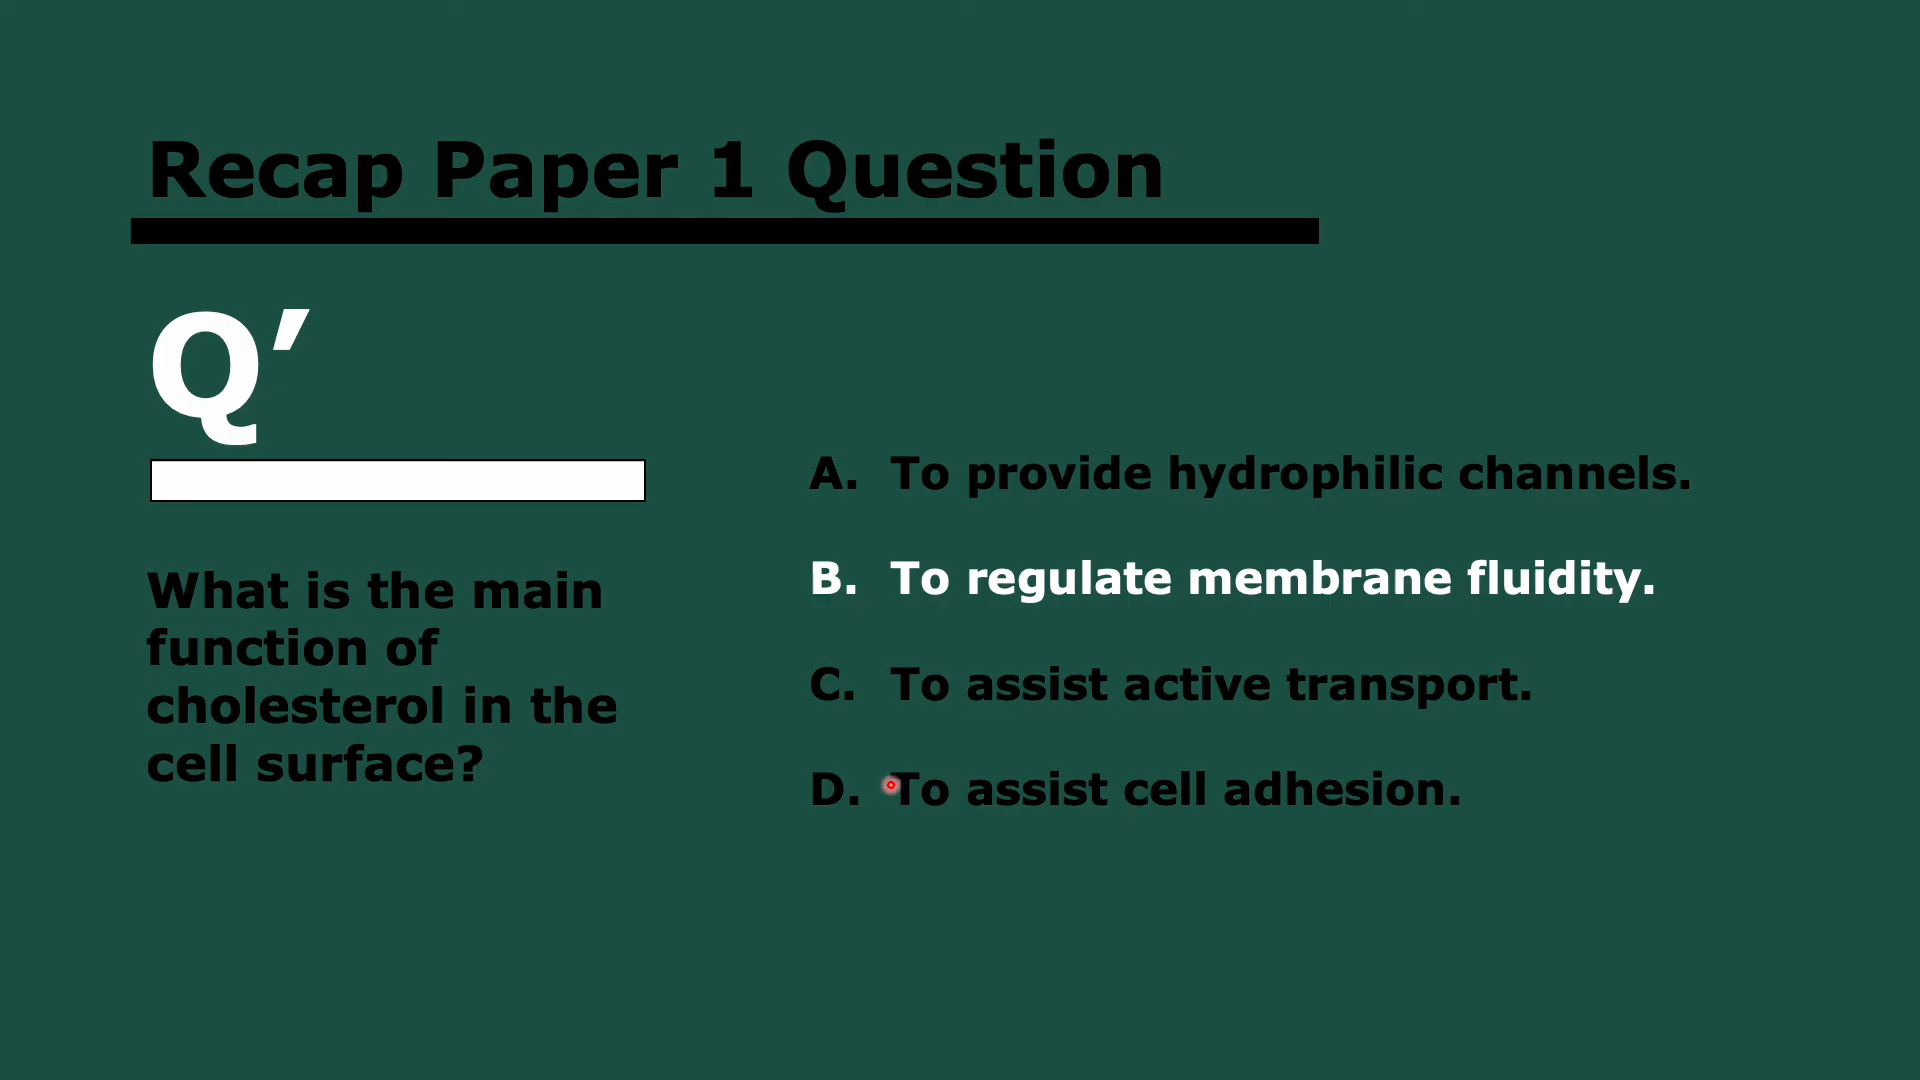 Recap Paper 1 Question
Q’
What is the main
function of
cholesterol in the
cell surface?
A. To provide hydrophilic channels.
B. To regulate membrane fluidity.
C. To assist active transport.
D. To assist cell adhesion.